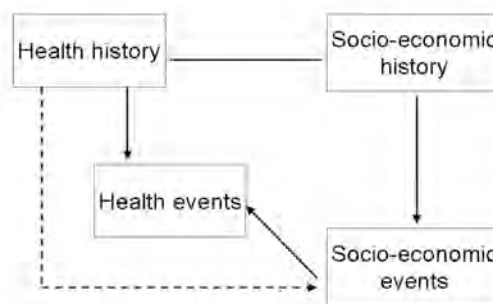 Health history
Socio-economic
history
Health events
Socio-economic
events